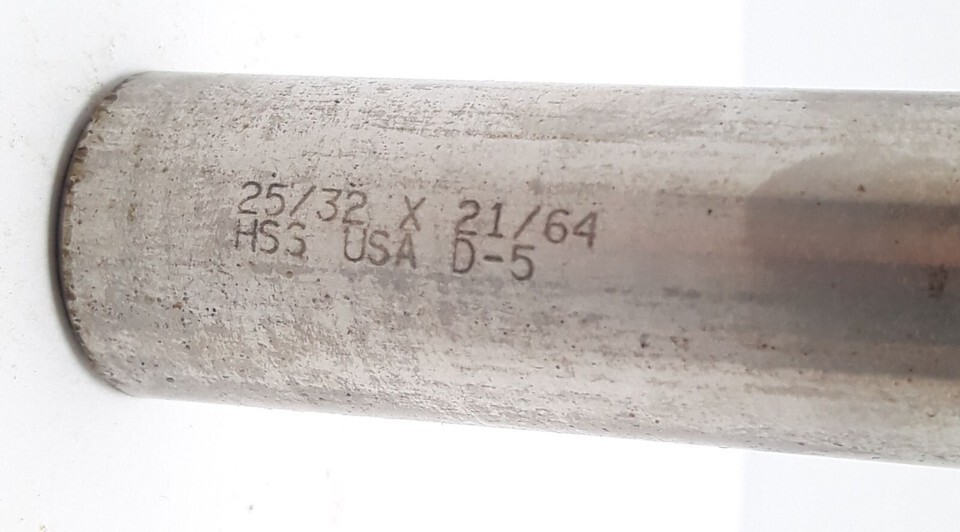 25/32 X 21/64
HSS USA D-5